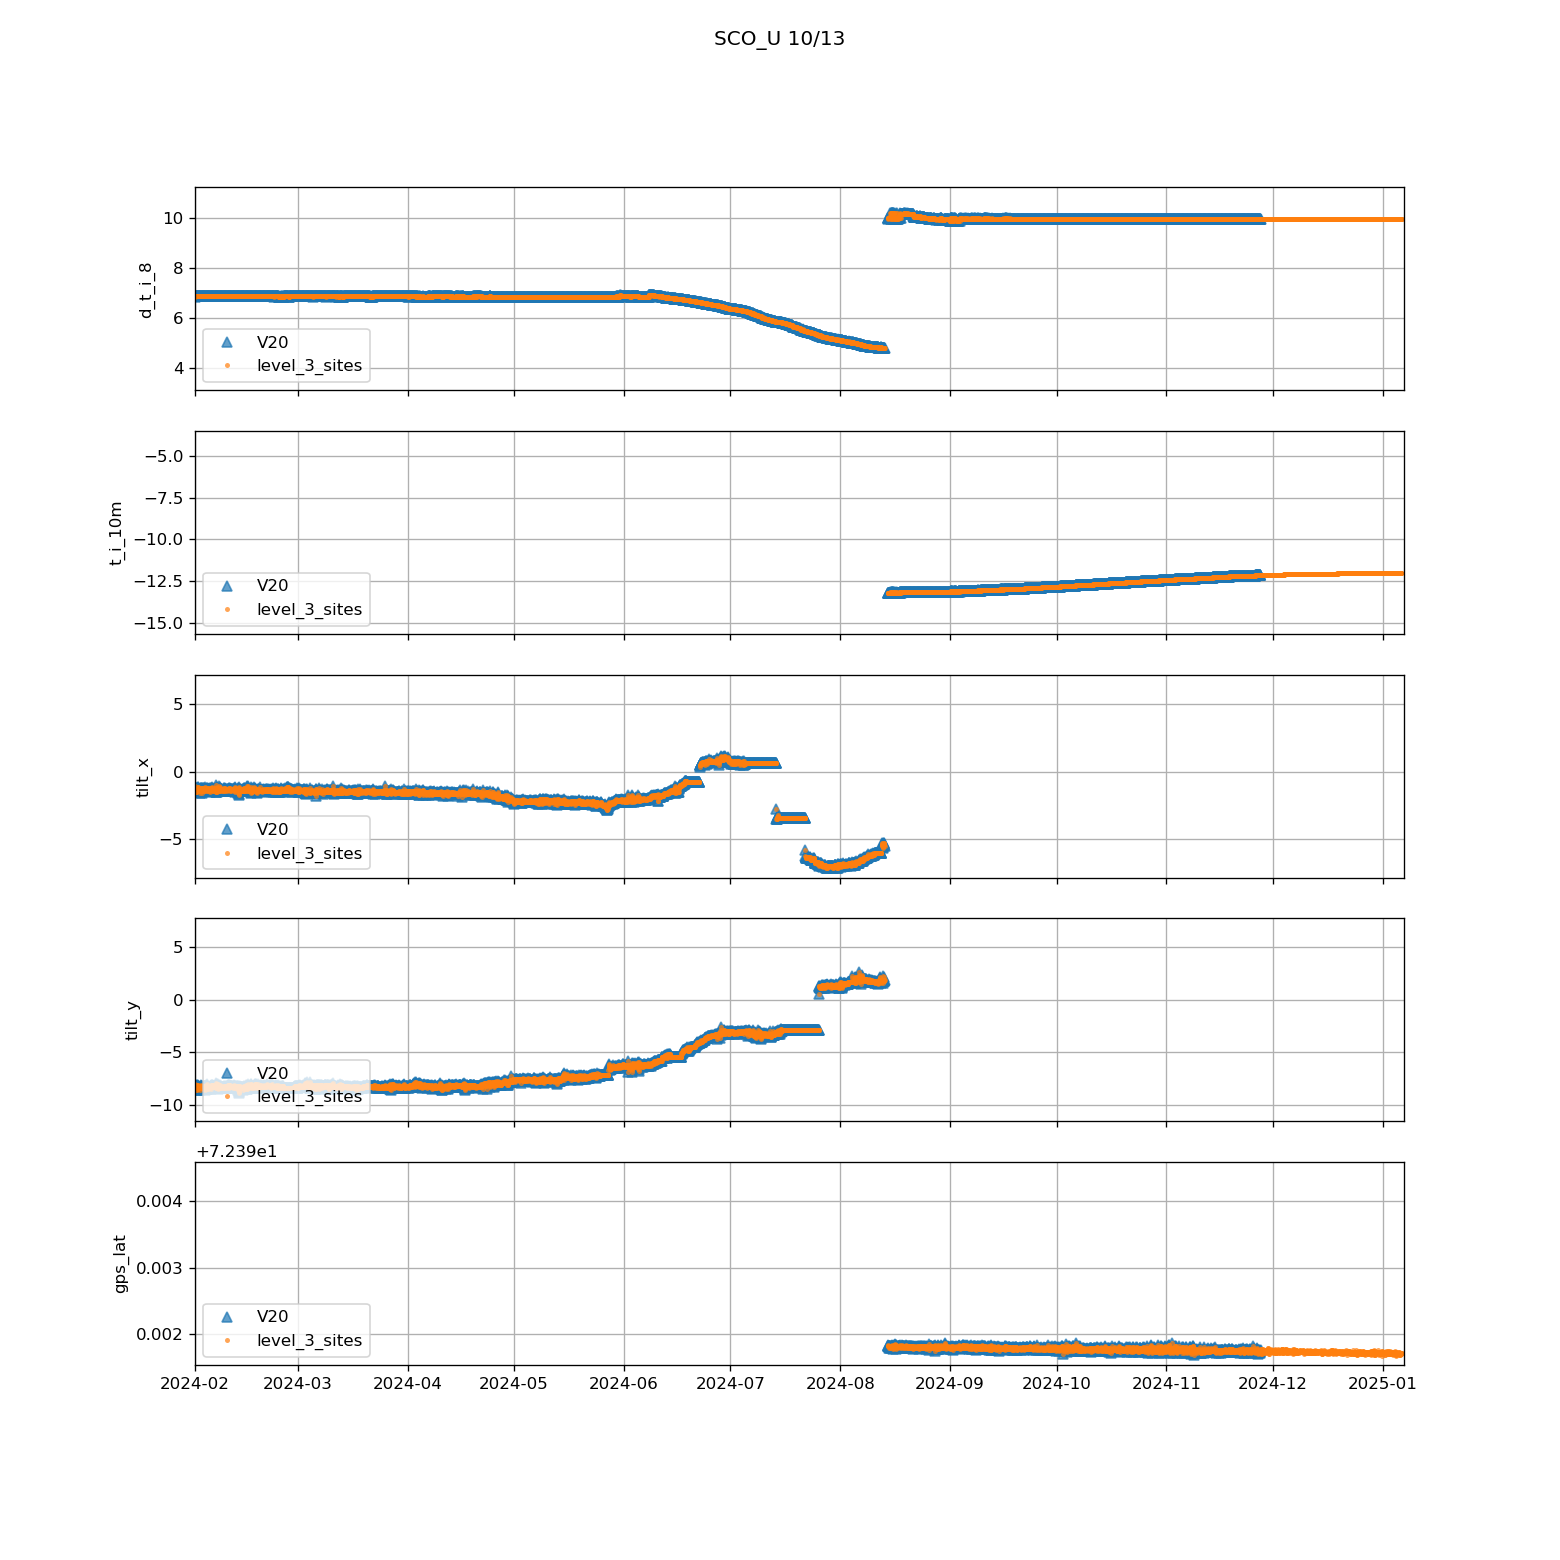 SCO_U 10/13
10
8
6
4
d_t_i_8
V20
level_3_sites
−5.0
−7.5
−10.0
−12.5
−15.0
t_i_10m
V20
level_3_sites
5
0
−5
tilt_x
V20
level_3_sites
5
0
−5
−10
tilt_y
V20
level_3_sites
+7.239e1
0.004
0.003
0.002
gps_lat
V20
level_3_sites
2024-02 2024-03 2024-04 2024-05 2024-06 2024-07 2024-08 2024-09 2024-10 2024-11 2024-12 2025-01